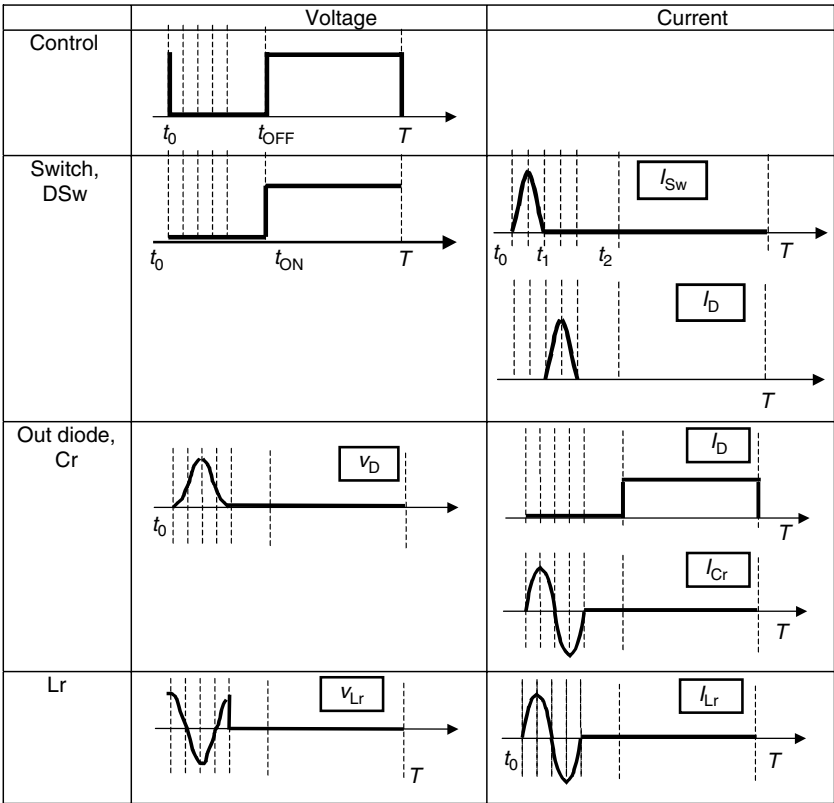 Voltage
Current
Control
t0
tOFF
T
Switch,
DSw
t0
tON
T
ISw
t0
t1
t2
T
ID
T
Out diode,
Cr
vD
t0
ID
T
ICr
T
Lr
vLr
T
ILr
t0
T